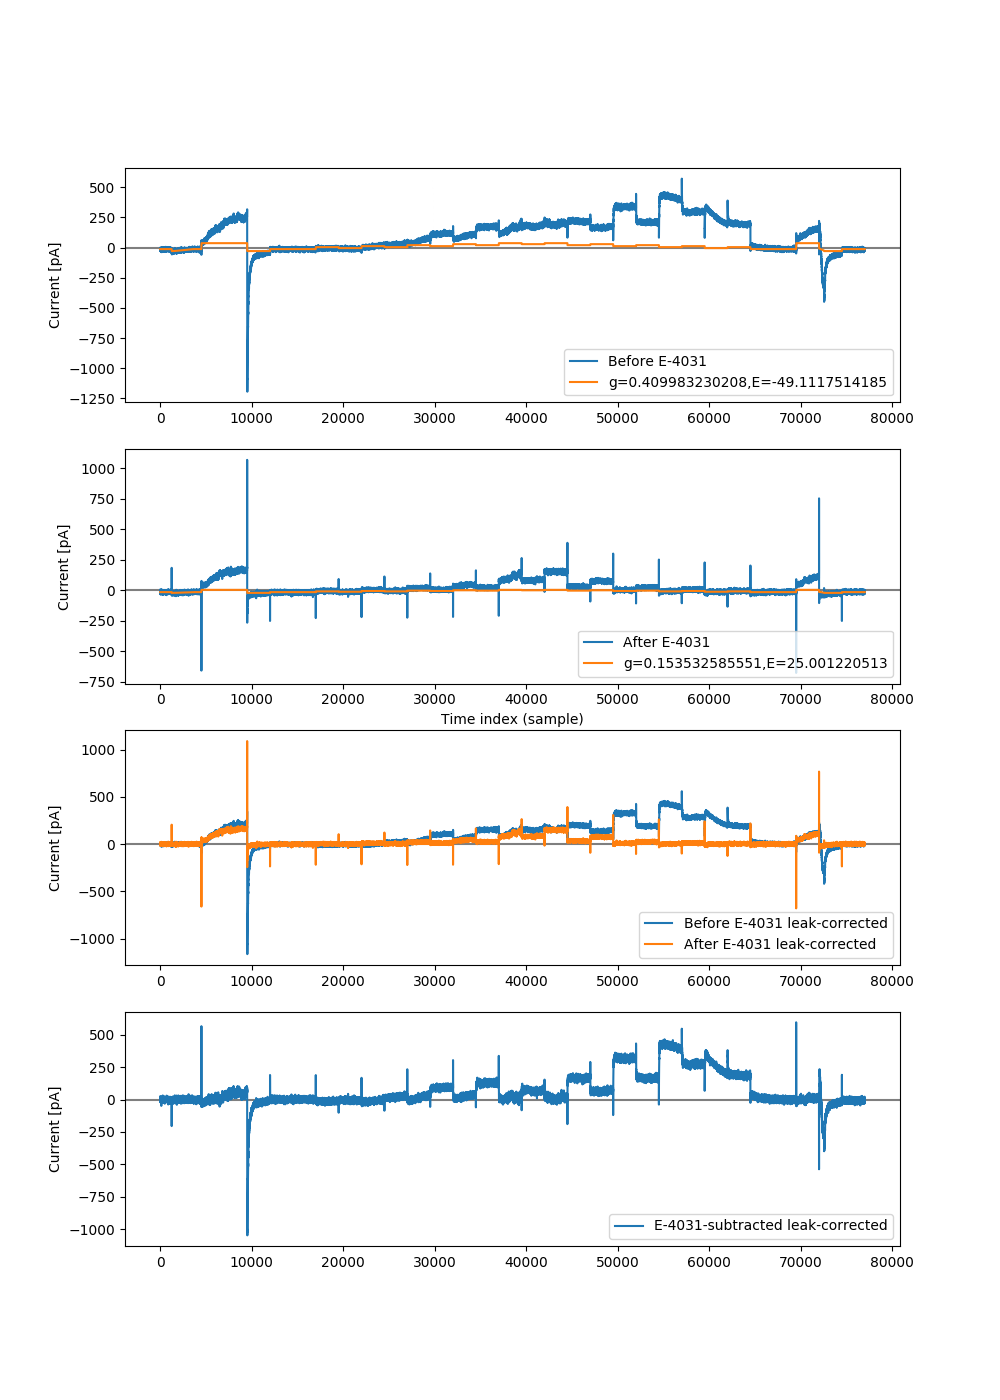 500
250
0
−250
−500
−750
−1000
−1250
Current [pA]
Before E-4031
g=0.409983230208,E=-49.1117514185
0 10000 20000 30000 40000 50000 60000 70000 80000
1000
750
500
250
0
−250
−500
−750
Current [pA]
After E-4031
g=0.153532585551,E=25.001220513
0 10000 20000 30000 40000 50000 60000 70000 80000
Time index (sample)
1000
500
0
−500
−1000
Current [pA]
Before E-4031 leak-corrected
After E-4031 leak-corrected
0 10000 20000 30000 40000 50000 60000 70000 80000
500
250
0
−250
−500
−750
−1000
Current [pA]
E-4031-subtracted leak-corrected
0 10000 20000 30000 40000 50000 60000 70000 80000